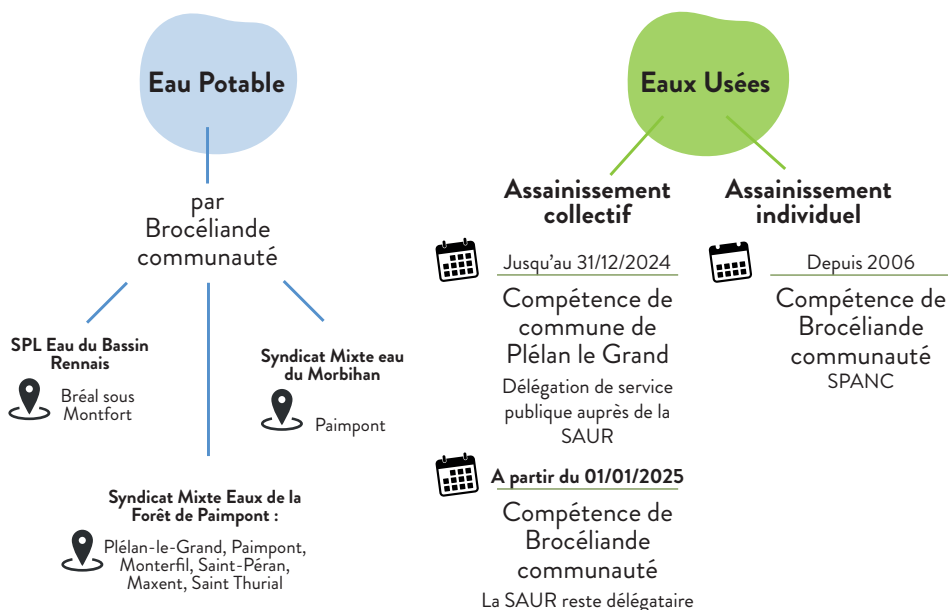 Eau Potable
par
Brocéliande
communauté
SPL Eau du Bassin
Rennais
Bréal sous
Montfort
Syndicat Mixte eau
du Morbihan
Paimpont
Syndicat Mixte Eaux de la
Forêt de Paimpont :
Plélan-le-Grand, Paimpont,
Monterfil, Saint-Péran,
Maxent, Saint Thurial
Eaux Usées
Assainissement
collectif
Jusqu'au 31/12/2024
Compétence de
commune de
Plélan le Grand
Délégation de service
publique auprès de la
SAUR
A partir du 01/01/2025
Compétence de
Brocéliande
communauté
La SAUR reste délégataire
Assainissement
individuel
Depuis 2006
Compétence de
Brocéliande
communauté
SPANC